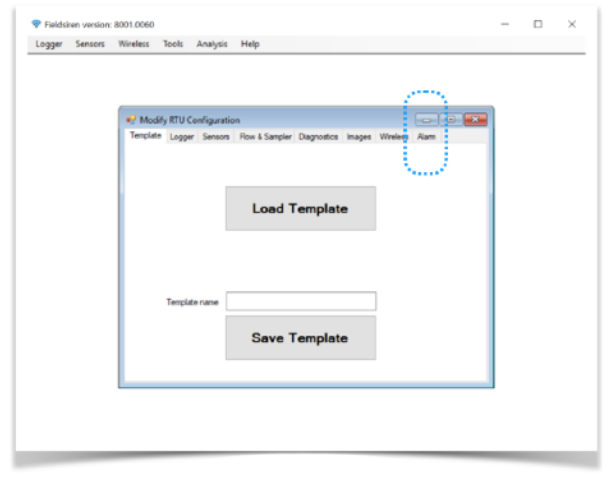 Fieldsiren version: 8001.0060
Logger Sensors Wireless Tools Analysis Help
Modify RTU Configuration
Template Logger Sensors Flow & Sampler Diagnostics Images Wireless Alarm
Load Template
Template name
Save Template